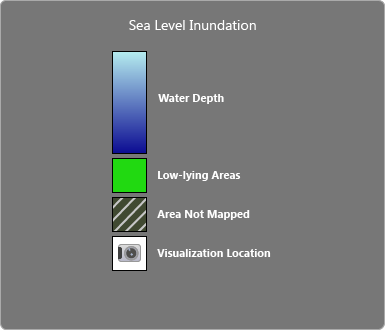 Sea Level Inundation
Water Depth
Low-lying Areas
Area Not Mapped
Visualization Location